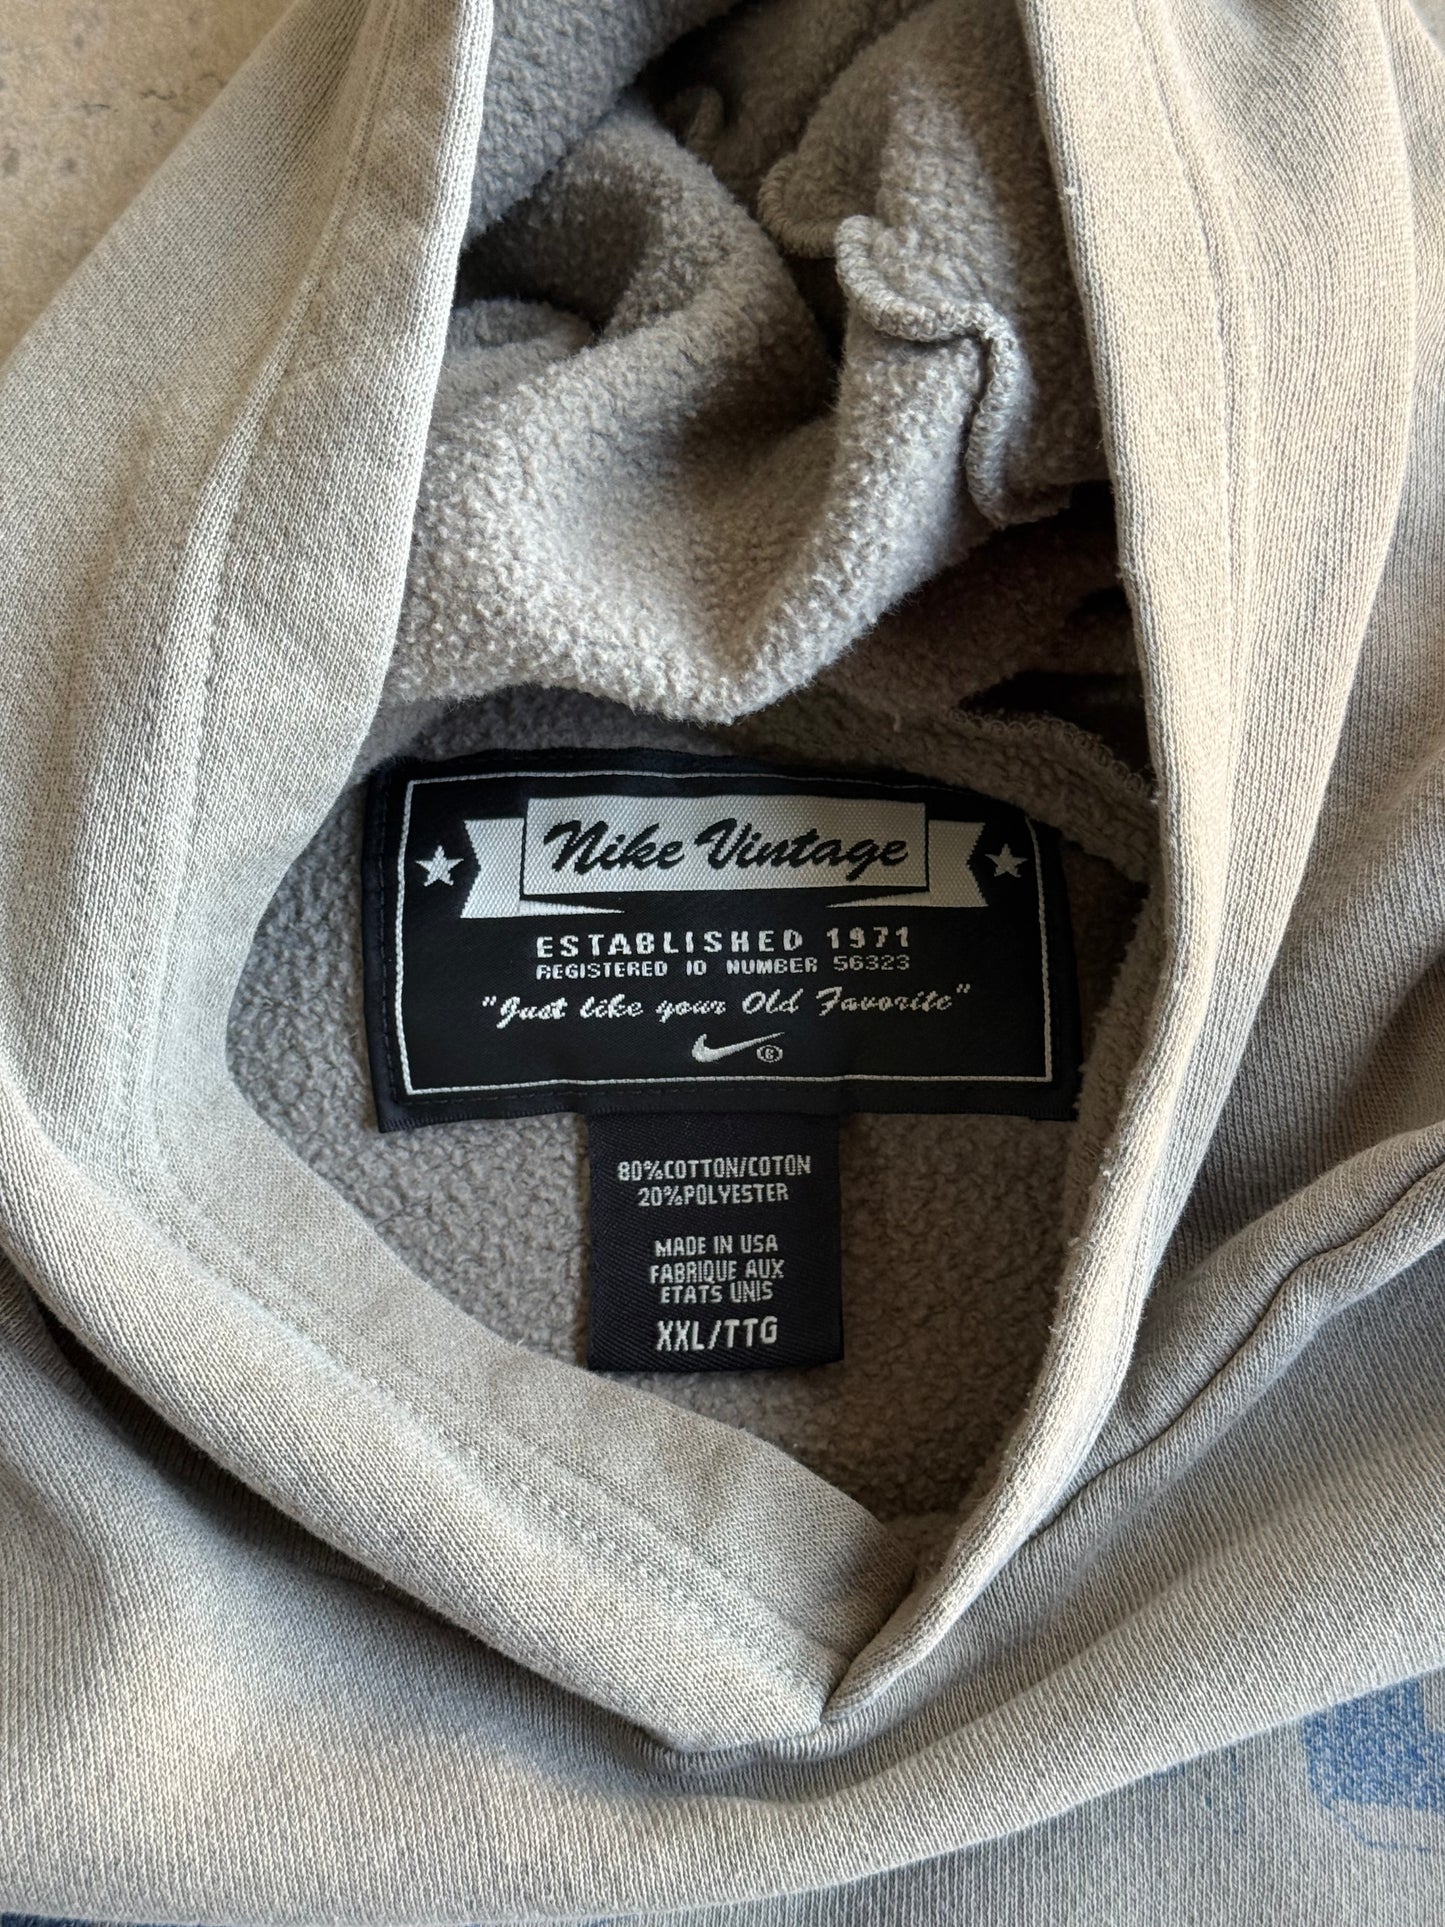 Nike Vintage
ESTABLISHED 1971
REGISTERED ID NUMBER 56323
"Just like your Old Favorite"
®
80%COTTON/COTON
20%POLYESTER
MADE IN USA
FABRIQUE AUX
ETATS UNIS
XXL/TTG